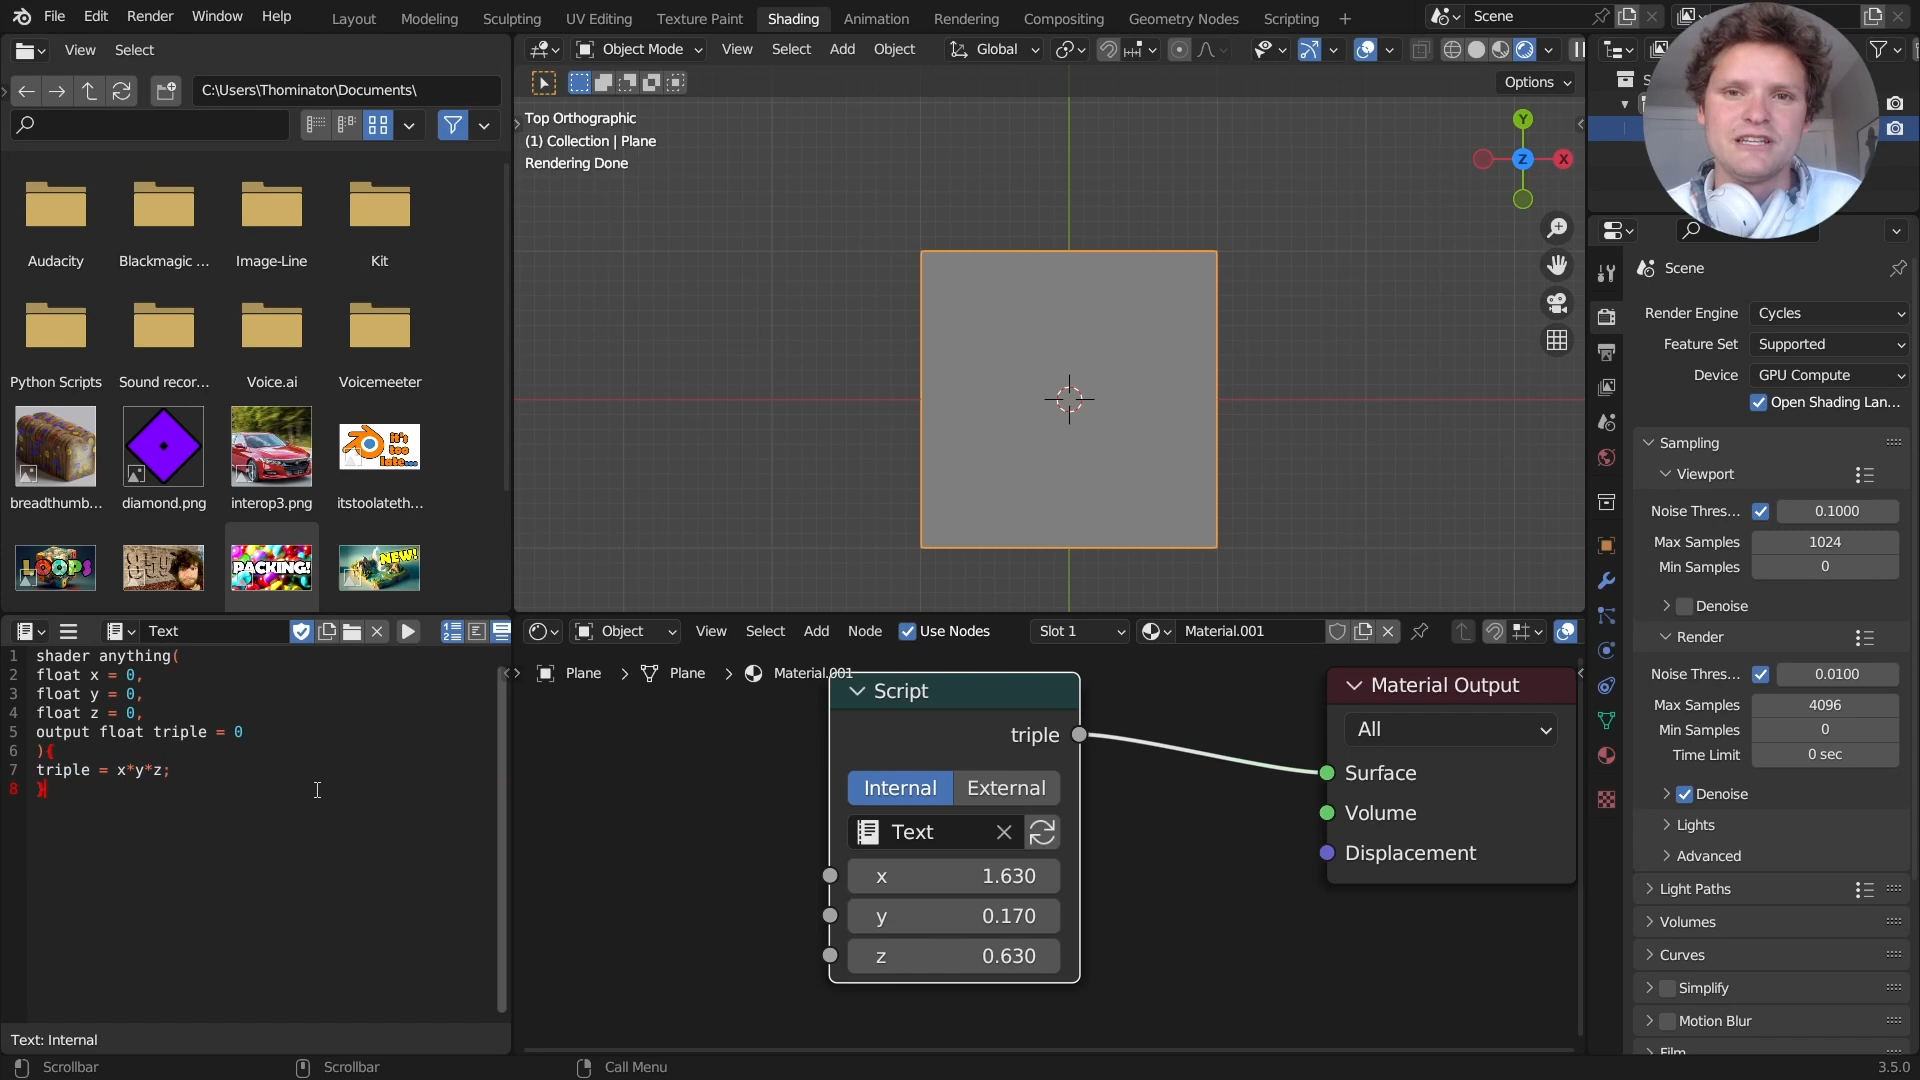 File Edit Render Window Help
Layout Modeling Sculpting UV Editing Texture Paint Shading Animation Rendering Compositing Geometry Nodes Scripting +
Scene
View Select
Object Mode View Select Add Object Global
C:\Users\Thominator\Documents\
Options
Top Orthographic
(1) Collection | Plane
Rendering Done
Y
Z
X
Audacity Blackmagic ... Image-Line Kit
Python Scripts Sound recor... Voice.ai Voicemeeter
it's too late...
breadthumb... diamond.png interop3.png itstoolateth...
LOOPS
PACKING!
NEW!
Scene
Render Engine Cycles
Feature Set Supported
Device GPU Compute
Open Shading Lan...
Sampling
Viewport
Noise Thres... 0.1000
Max Samples 1024
Min Samples 0
Denoise
Render
Noise Thres... 0.0100
Max Samples 4096
Min Samples 0
Time Limit 0 sec
Denoise
Lights
Advanced
Light Paths
Volumes
Curves
Simplify
Motion Blur
Film
Text
1 shader anything(
2 float x = 0,
3 float y = 0,
4 float z = 0,
5 output float triple = 0
6 ){
7 triple = x*y*z;
8 }
Text: Internal
Object View Select Add Node Use Nodes Slot 1 Material.001
Plane > Plane > Material.001
Script
triple
Internal External
Text
x 1.630
y 0.170
z 0.630
Material Output
All
Surface
Volume
Displacement
Scrollbar Scrollbar Call Menu 3.5.0